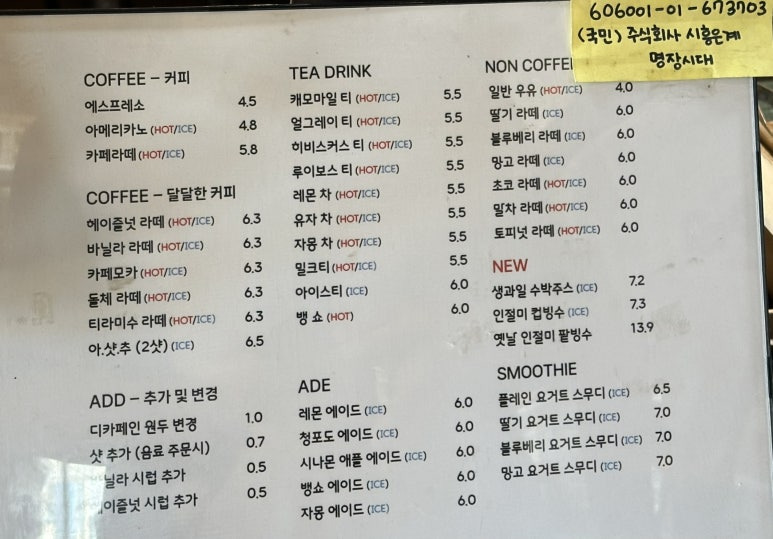 606001-01-673703
(국민) 주식회사 시흥은계
명장시대
COFFEE – 커피
에스프레소 4.5
아메리카노 (HOT/ICE) 4.8
카페라떼 (HOT/ICE) 5.8
COFFEE – 달달한 커피
헤이즐넛 라떼 (HOT/ICE) 6.3
바닐라 라떼 (HOT/ICE) 6.3
카페모카 (HOT/ICE) 6.3
돌체 라떼 (HOT/ICE) 6.3
티라미수 라떼 (HOT/ICE) 6.3
아.샷.추 (2샷) (ICE) 6.5
ADD – 추가 및 변경
디카페인 원두 변경 1.0
샷 추가 (음료 주문시) 0.7
시럽 추가 0.5
시럽 추가 0.5
TEA DRINK
캐모마일 티 (HOT/ICE) 5.5
얼그레이 티 (HOT/ICE) 5.5
히비스커스 티 (HOT/ICE) 5.5
루이보스 티 (HOT/ICE) 5.5
레몬 차 (HOT/ICE) 5.5
유자 차 (HOT/ICE) 5.5
자몽 차 (HOT/ICE) 5.5
밀크티 (HOT/ICE) 5.5
아이스티 (ICE) 6.0
뱅 쇼 (HOT) 6.0
ADE
레몬 에이드 (ICE) 6.0
청포도 에이드 (ICE) 6.0
시나몬 애플 에이드 (ICE) 6.0
뱅쇼 에이드 (ICE) 6.0
자몽 에이드 (ICE) 6.0
NON
일반 우유 (HOT/ICE) 4.0
딸기 라떼 (ICE) 6.0
블루베리 라떼 (ICE) 6.0
망고 라떼 (ICE) 6.0
초코 라떼 (HOT/ICE) 6.0
말차 라떼 (HOT/ICE) 6.0
토피넛 라떼 (HOT/ICE) 6.0
NEW
생과일 수박주스 (ICE) 7.2
인절미 컵빙수 (ICE) 7.3
옛날 인절미 팥빙수 13.9
SMOOTHIE
플레인 요거트 스무디 (ICE) 6.5
딸기 요거트 스무디 (ICE) 7.0
블루베리 요거트 스무디 (ICE) 7.0
망고 요거트 스무디 (ICE) 7.0